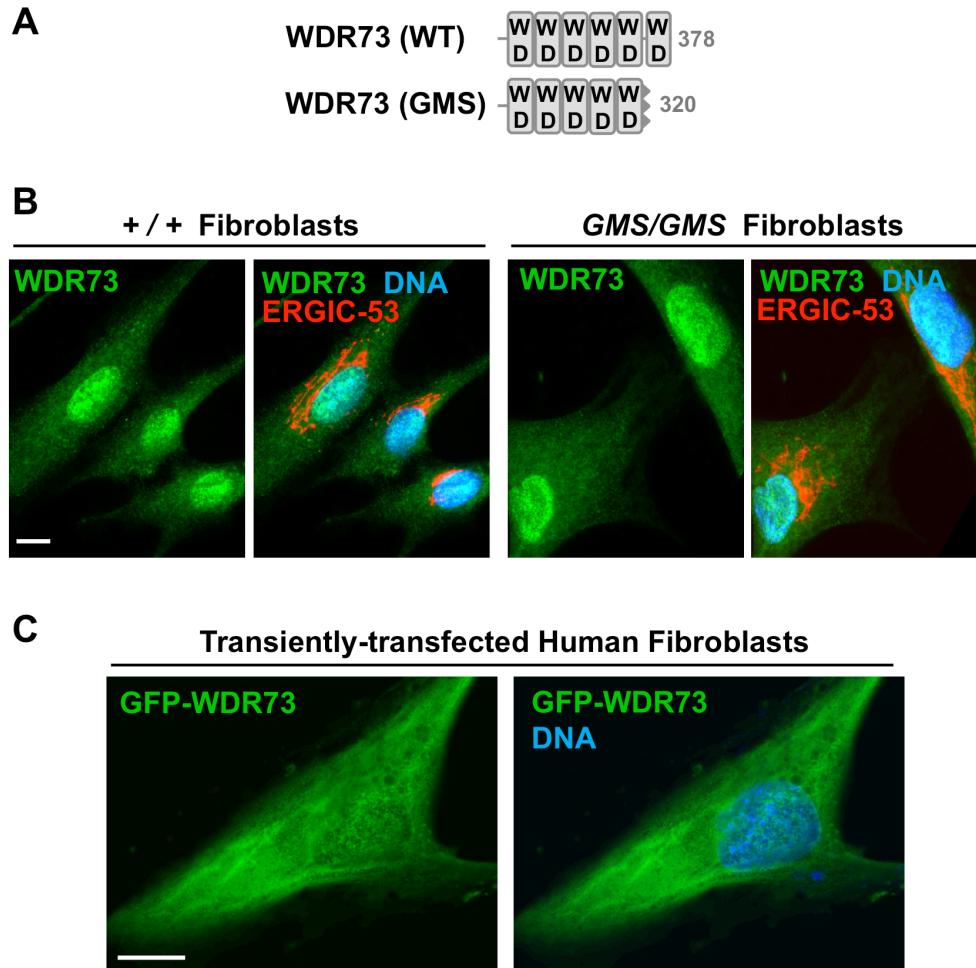 A
WDR73 (WT)
W W W W W W
D D D D D D
378
WDR73 (GMS)
W W W W W
D D D D D
320
B
+ / + Fibroblasts
GMS/GMS Fibroblasts
WDR73
WDR73 DNA
ERGIC-53
WDR73
WDR73 DNA
ERGIC-53
C
Transiently-transfected Human Fibroblasts
GFP-WDR73
GFP-WDR73
DNA